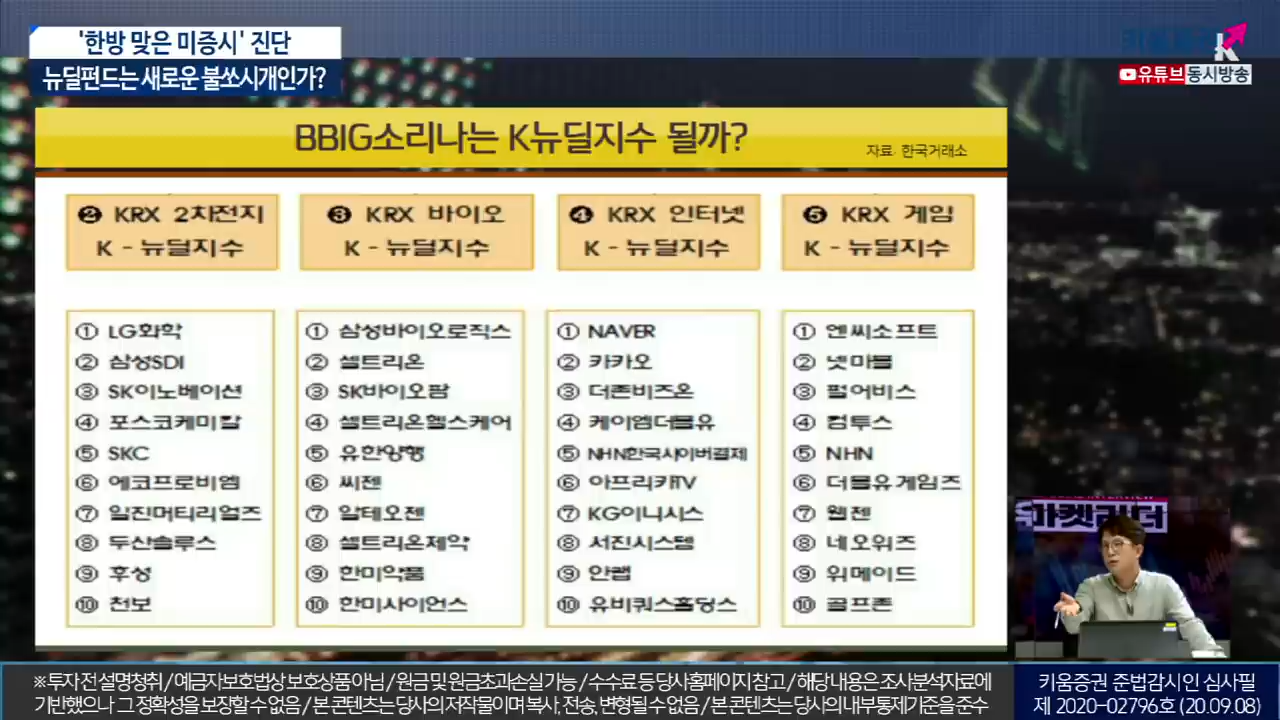 '한방 맞은 미증시' 진단
뉴딜펀드는 새로운 불쏘시개인가?
유튜브 동시방송
BBIG소리나는 K뉴딜지수 될까?
자료: 한국거래소
❷ KRX 2차전지
K - 뉴딜지수
① LG화학
② 삼성SDI
③ SK이노베이션
④ 포스코케미칼
⑤ SKC
⑥ 에코프로비엠
⑦ 일진머티리얼즈
⑧ 두산솔루스
⑨ 후성
⑩ 천보
❸ KRX 바이오
K - 뉴딜지수
① 삼성바이오로직스
② 셀트리온
③ SK바이오팜
④ 셀트리온헬스케어
⑤ 유한양행
⑥ 씨젠
⑦ 알테오젠
⑧ 셀트리온제약
⑨ 한미약품
⑩ 한미사이언스
❹ KRX 인터넷
K - 뉴딜지수
① NAVER
② 카카오
③ 더존비즈온
④ 케이엠더블유
⑤ NHN한국사이버결제
⑥ 아프리카TV
⑦ KG이니시스
⑧ 서진시스템
⑨ 안랩
⑩ 유비쿼스홀딩스
❺ KRX 게임
K - 뉴딜지수
① 엔씨소프트
② 넷마블
③ 펄어비스
④ 컴투스
⑤ NHN
⑥ 더블유게임즈
⑦ 웹젠
⑧ 네오위즈
⑨ 위메이드
⑩ 골프존
마켓리더
※ 투자 전 설명청취 / 예금자보호법상 보호상품 아님 / 원금 및 원금초과손실 가능 / 수수료 등 당사홈페이지 참고 / 해당 내용은 조사분석자료에
기반했으나 그 정확성을 보장할 수 없음 / 본 콘텐츠는 당사의 저작물이며 복사, 전송, 변형될 수 없음 / 본 콘텐츠는 당사의 내부통제기준을 준수
키움증권 준법감시인 심사필
제 2020-02796호 (20.09.08)